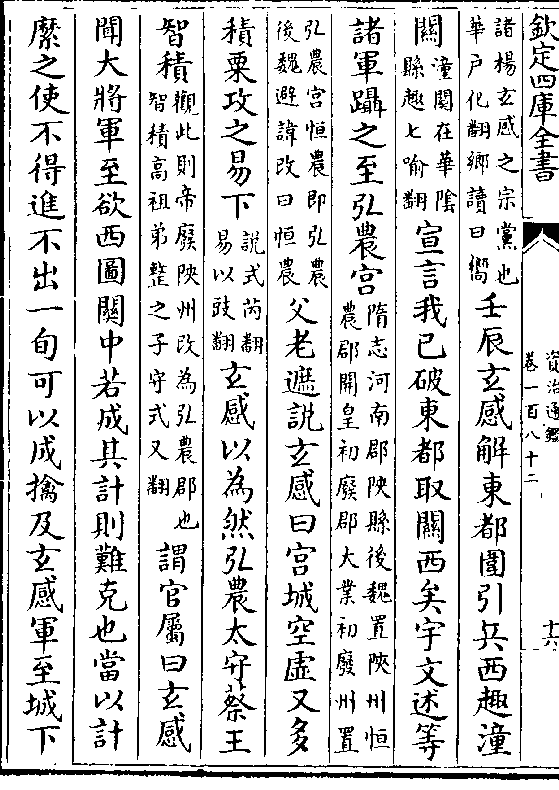 欽定四庫全書
資治通鑑
卷一百八十二
十六
諸楊玄感之宗黨也
華戶化翻鄉讀曰嚮
壬辰玄感解東都圍引兵西趣潼
關
潼關在華陰
縣趣七喻翻
宣言我已破東都取關西矣宇文述等
諸軍躡之至弘農宮
隋志河南郡陜縣後魏置陜州恒
農郡開皇初廢郡大業初廢州置
弘農宮恒農即弘農
後魏避諱改曰恒農
父老遮說玄感曰宮城空虛又多
積粟攻之易下
說式芮翻
易以豉翻
玄感以為然弘農太守蔡王
智積
觀此則帝廢陜州改為弘農郡也
智積高祖弟整之子守式又翻
謂官屬曰玄感
聞大將軍至欲西圖關中若成其計則難克也當以計
縻之使不得進不出一旬可以成擒及玄感軍至城下